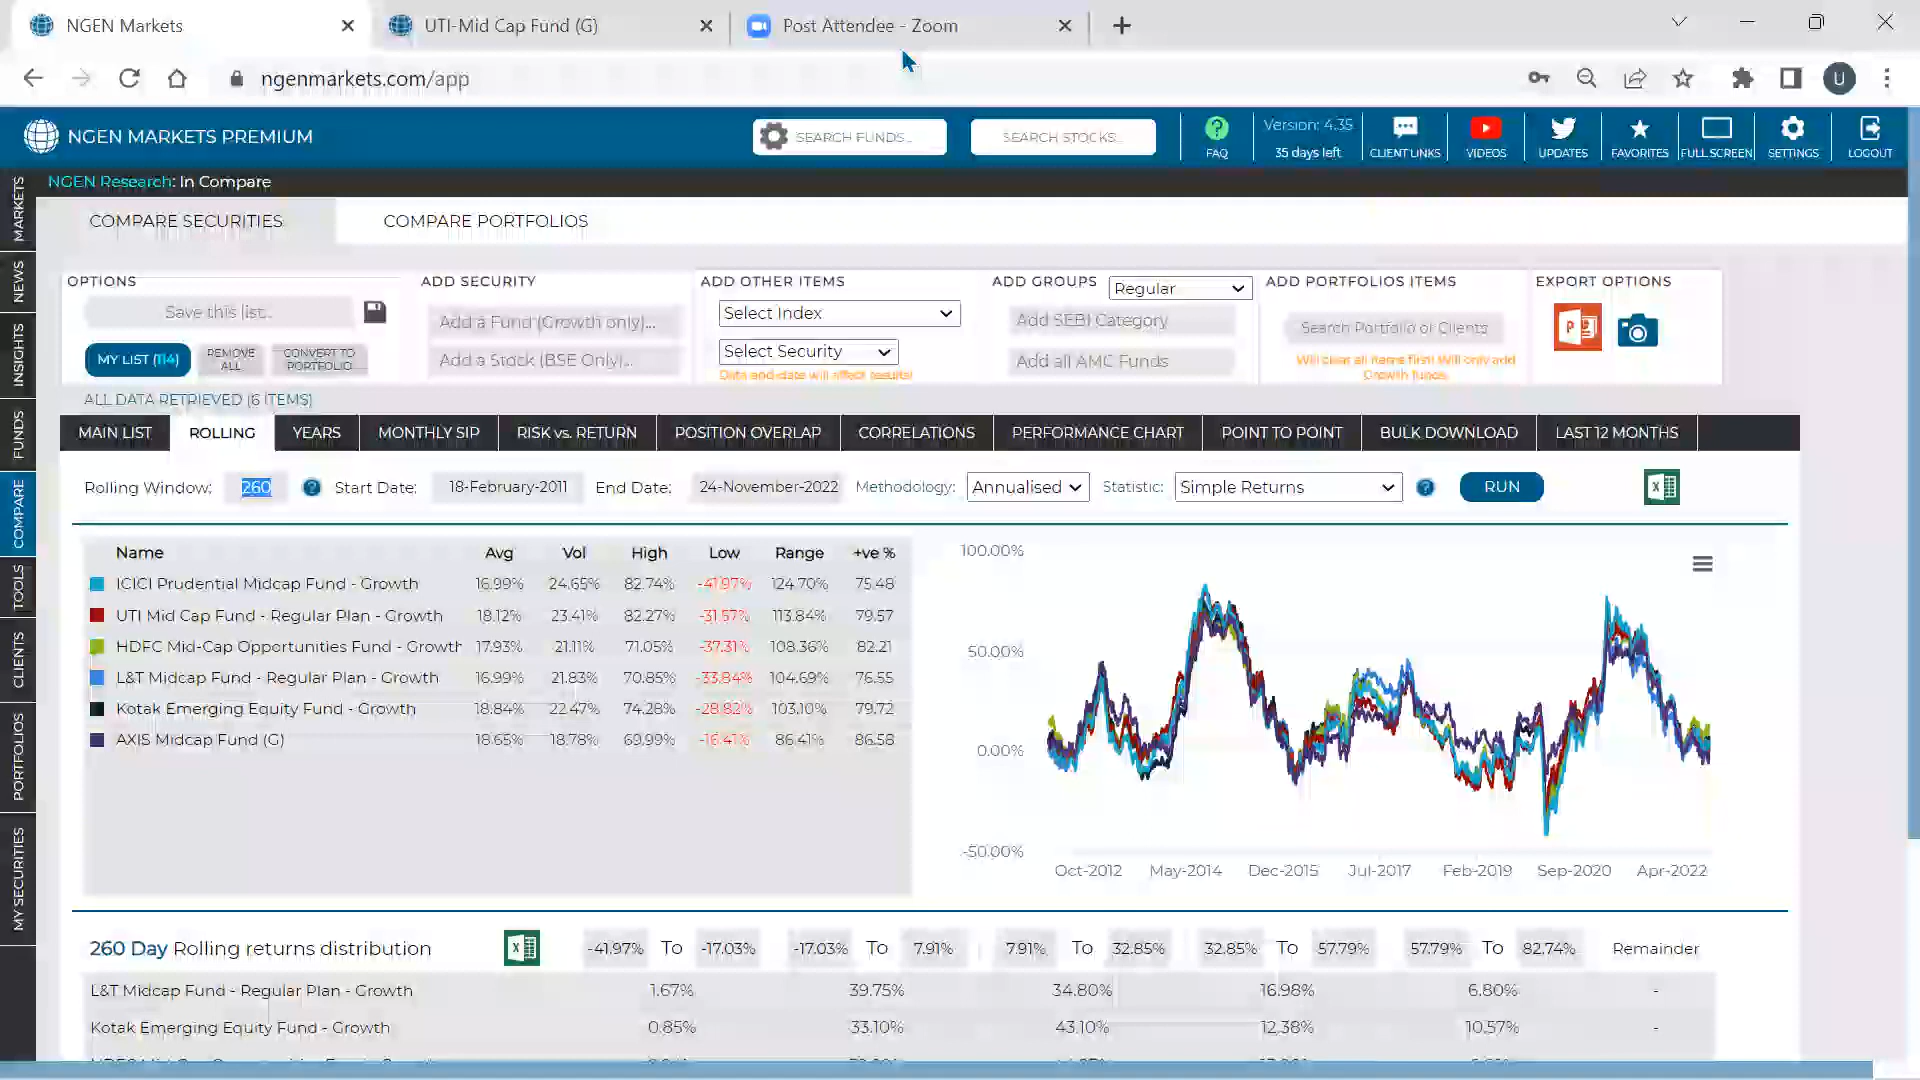 NGEN Markets
UTI-Mid Cap Fund (G)
Post Attendee - Zoom
ngenmarkets.com/app
U
NGEN MARKETS PREMIUM
SEARCH FUNDS...
SEARCH STOCKS...
FAQ
Version: 4.35
35 days left
CLIENT LINKS
VIDEOS
UPDATES
FAVORITES
FULL SCREEN
SETTINGS
LOGOUT
NGEN Research: In Compare
MARKETS
NEWS
INSIGHTS
FUNDS
COMPARE
TOOLS
CLIENTS
PORTFOLIOS
MY SECURITIES
COMPARE SECURITIES
COMPARE PORTFOLIOS
OPTIONS
Save this list...
MY LIST (114)
REMOVE ALL
CONVERT TO PORTFOLIO
ADD SECURITY
Add a Fund (Growth only)...
Add a Stock (BSE Only)...
ADD OTHER ITEMS
Select Index
Select Security
Data end-date will affect results!
ADD GROUPS
Regular
Add SEBI Category
Add all AMC Funds
ADD PORTFOLIOS ITEMS
Search Portfolio or Clients
Will clear all items first! Will only add
Growth funds.
EXPORT OPTIONS
ALL DATA RETRIEVED (6 ITEMS)
MAIN LIST
ROLLING
YEARS
MONTHLY SIP
RISK vs. RETURN
POSITION OVERLAP
CORRELATIONS
PERFORMANCE CHART
POINT TO POINT
BULK DOWNLOAD
LAST 12 MONTHS
Rolling Window: 260 Start Date: 18-February-2011 End Date: 24-November-2022 Methodology: Annualised Statistic: Simple Returns RUN
Name Avg Vol High Low Range +ve %
ICICI Prudential Midcap Fund - Growth 16.99% 24.65% 82.74% -41.97% 124.70% 75.48
UTI Mid Cap Fund - Regular Plan - Growth 18.12% 23.41% 82.27% -31.57% 113.84% 79.57
HDFC Mid-Cap Opportunities Fund - Growth 17.93% 21.11% 71.05% -37.31% 108.36% 82.21
L&T Midcap Fund - Regular Plan - Growth 16.99% 21.83% 70.85% -33.84% 104.69% 76.55
Kotak Emerging Equity Fund - Growth 18.84% 22.47% 74.28% -28.82% 103.10% 79.72
AXIS Midcap Fund (G) 18.65% 18.78% 69.99% -16.41% 86.41% 86.58
100.00%
50.00%
0.00%
-50.00%
Oct-2012 May-2014 Dec-2015 Jul-2017 Feb-2019 Sep-2020 Apr-2022
260 Day Rolling returns distribution -41.97% To -17.03% -17.03% To 7.91% 7.91% To 32.85% 32.85% To 57.79% 57.79% To 82.74% Remainder
L&T Midcap Fund - Regular Plan - Growth 1.67% 39.75% 34.80% 16.98% 6.80% -
Kotak Emerging Equity Fund - Growth 0.85% 33.10% 43.10% 12.38% 10.57% -